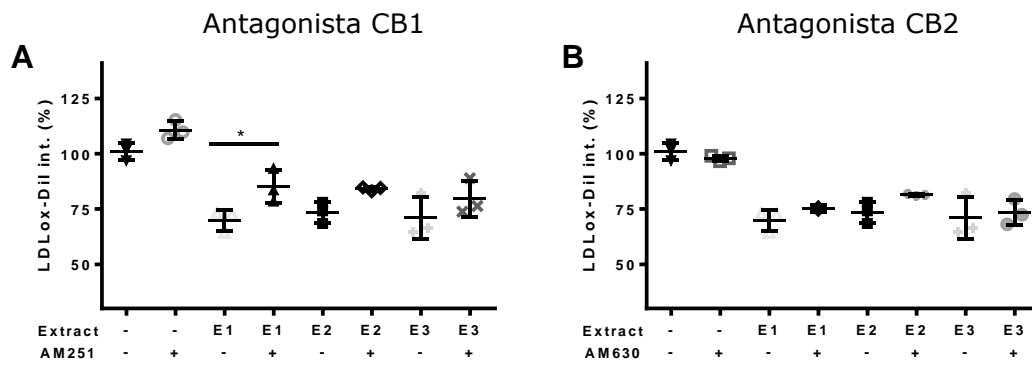 Antagonista CB1
A
LDLox-DiI int. (%)
125
100
75
50
*
Extract - - E1 E1 E2 E2 E3 E3
AM251 - + - + - + - +
Antagonista CB2
B
LDLox-DiI int. (%)
125
100
75
50
Extract - - E1 E1 E2 E2 E3 E3
AM630 - + - + - + - +